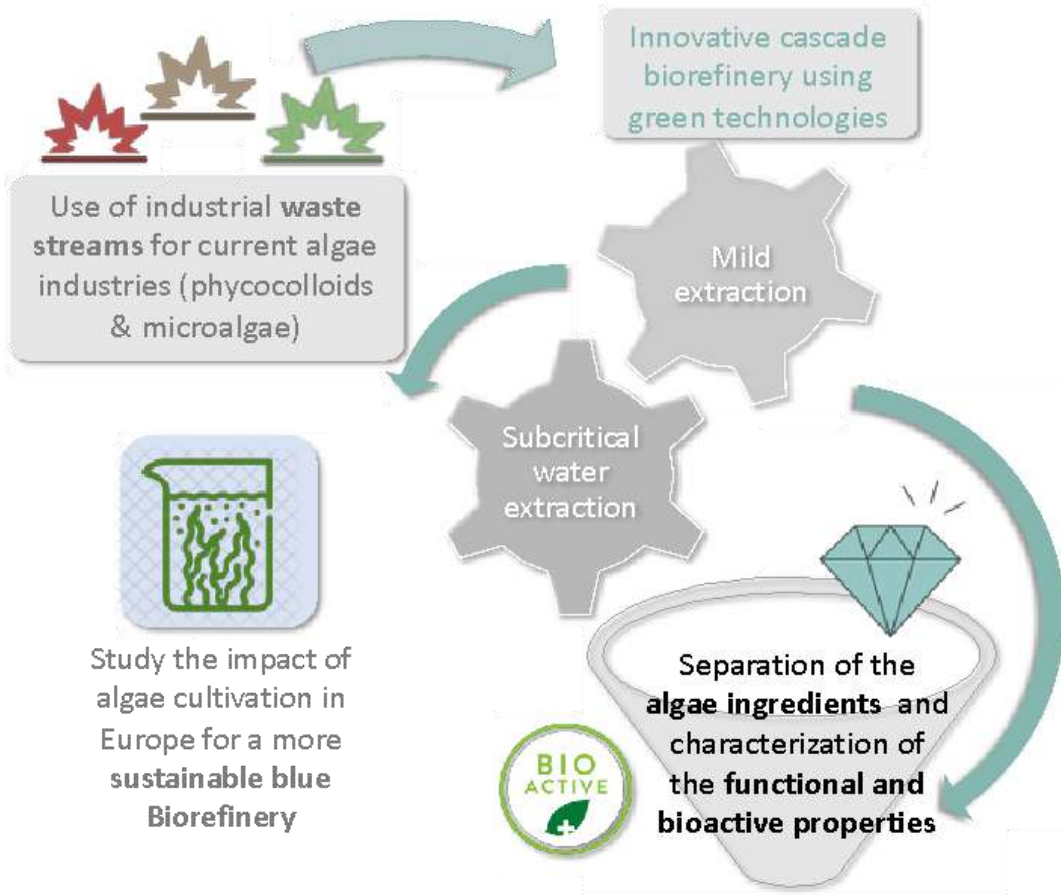 Innovative cascade
biorefinery using
green technologies
Use of industrial waste
streams for current algae
industries (phycocolloids
& microalgae)
Mild
extraction
Subcritical
water
extraction
Study the impact of
algae cultivation in
Europe for a more
sustainable blue
Biorefinery
Separation of the
algae ingredients and
characterization of
the functional and
bioactive properties
BIO
ACTIVE